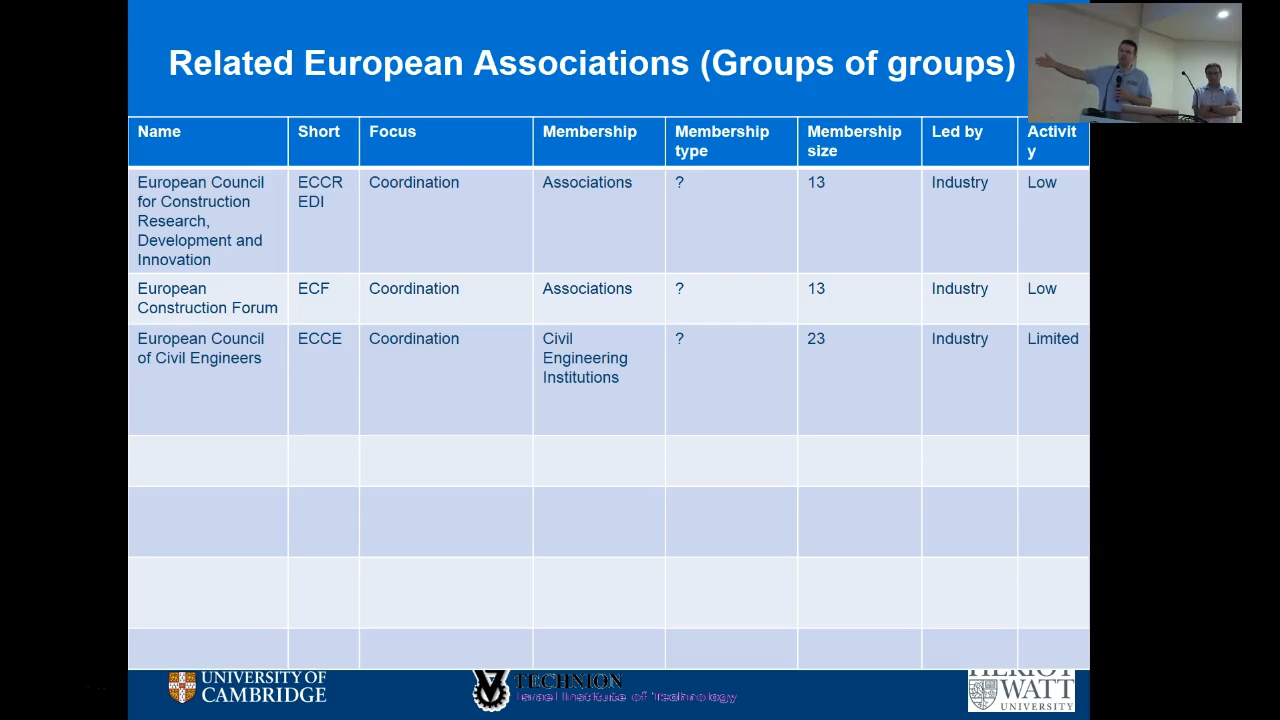 Related European Associations (Groups of groups)
Name Short Focus Membership Membership type Membership size Led by Activity
European Council for Construction Research, Development and Innovation ECCREDI Coordination Associations ? 13 Industry Low
European Construction Forum ECF Coordination Associations ? 13 Industry Low
European Council of Civil Engineers ECCE Coordination Civil Engineering Institutions ? 23 Industry Limited
UNIVERSITY OF
CAMBRIDGE
TECHNION
Israel Institute of Technology
HERIOT
WATT
UNIVERSITY